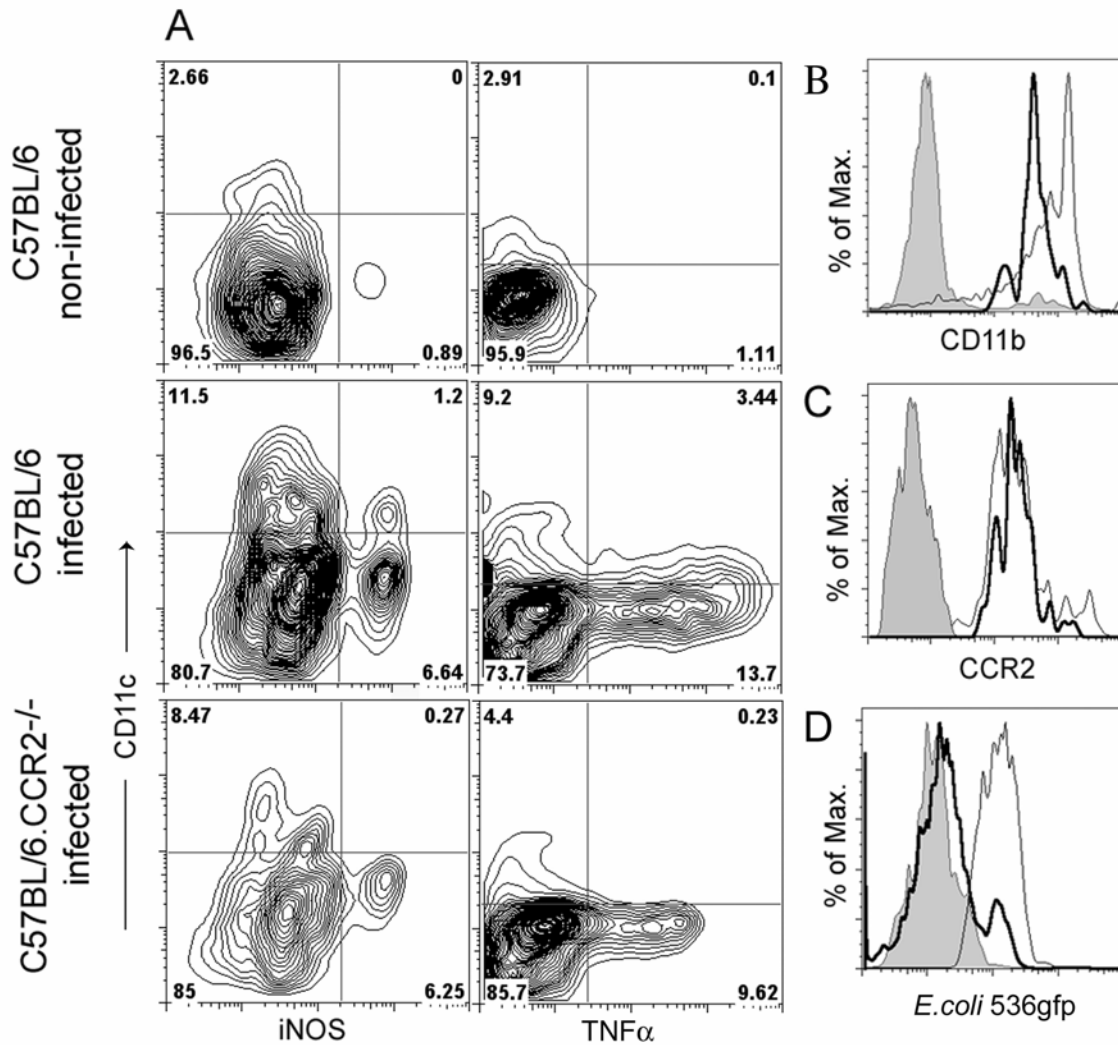 A
C57BL/6
non-infected
2.66
0
96.5
0.89
2.91
0.1
95.9
1.11
C57BL/6
infected
11.5
1.2
80.7
6.64
9.2
3.44
73.7
13.7
C57BL/6.CCR2-/-
infected
8.47
0.27
85
6.25
4.4
0.23
85.7
9.62
CD11c
iNOS
TNFα
B
% of Max.
CD11b
C
% of Max.
CCR2
D
% of Max.
E.coli 536gfp